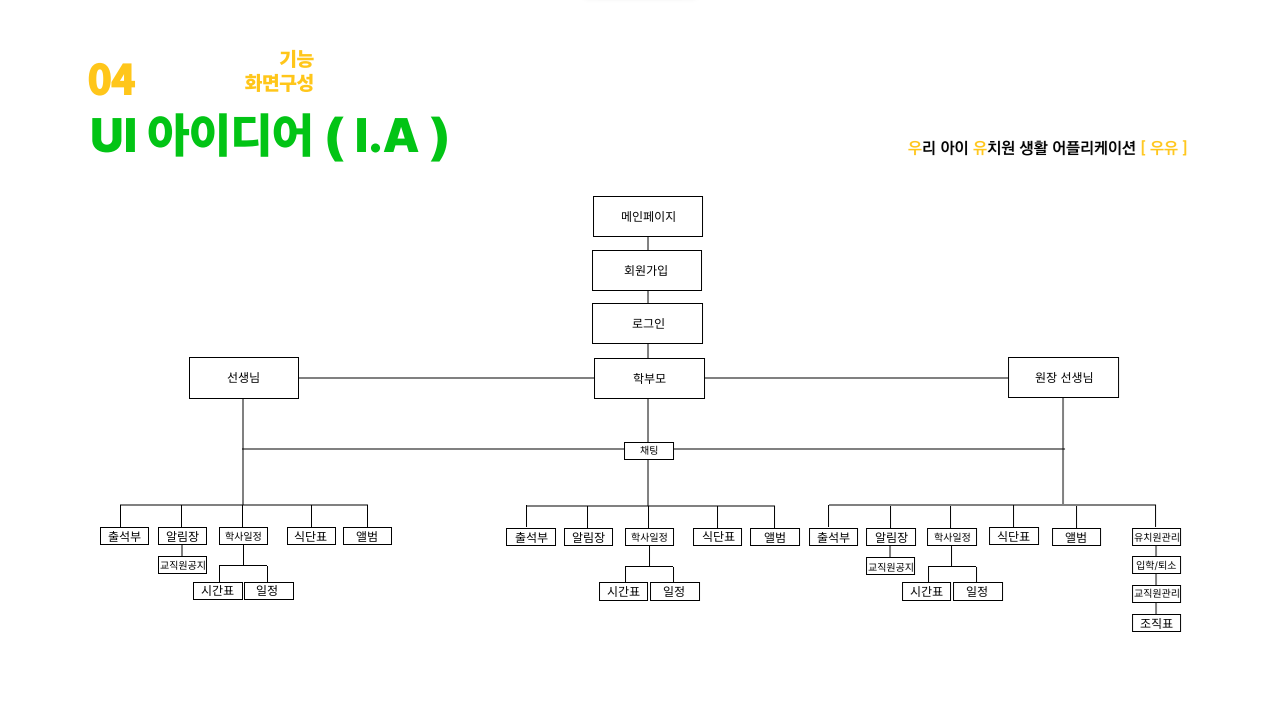 04
기능
화면구성
UI 아이디어 ( I.A )
우리 아이 유치원 생활 어플리케이션 [ 우유 ]
메인페이지
회원가입
로그인
선생님
학부모
원장 선생님
채팅
출석부 알림장 학사일정 식단표 앨범
교직원공지
시간표 일정
출석부 알림장 학사일정 식단표 앨범
시간표 일정
출석부 알림장 학사일정 식단표 앨범 유치원관리
교직원공지 입학/퇴소
시간표 일정 교직원관리
조직표